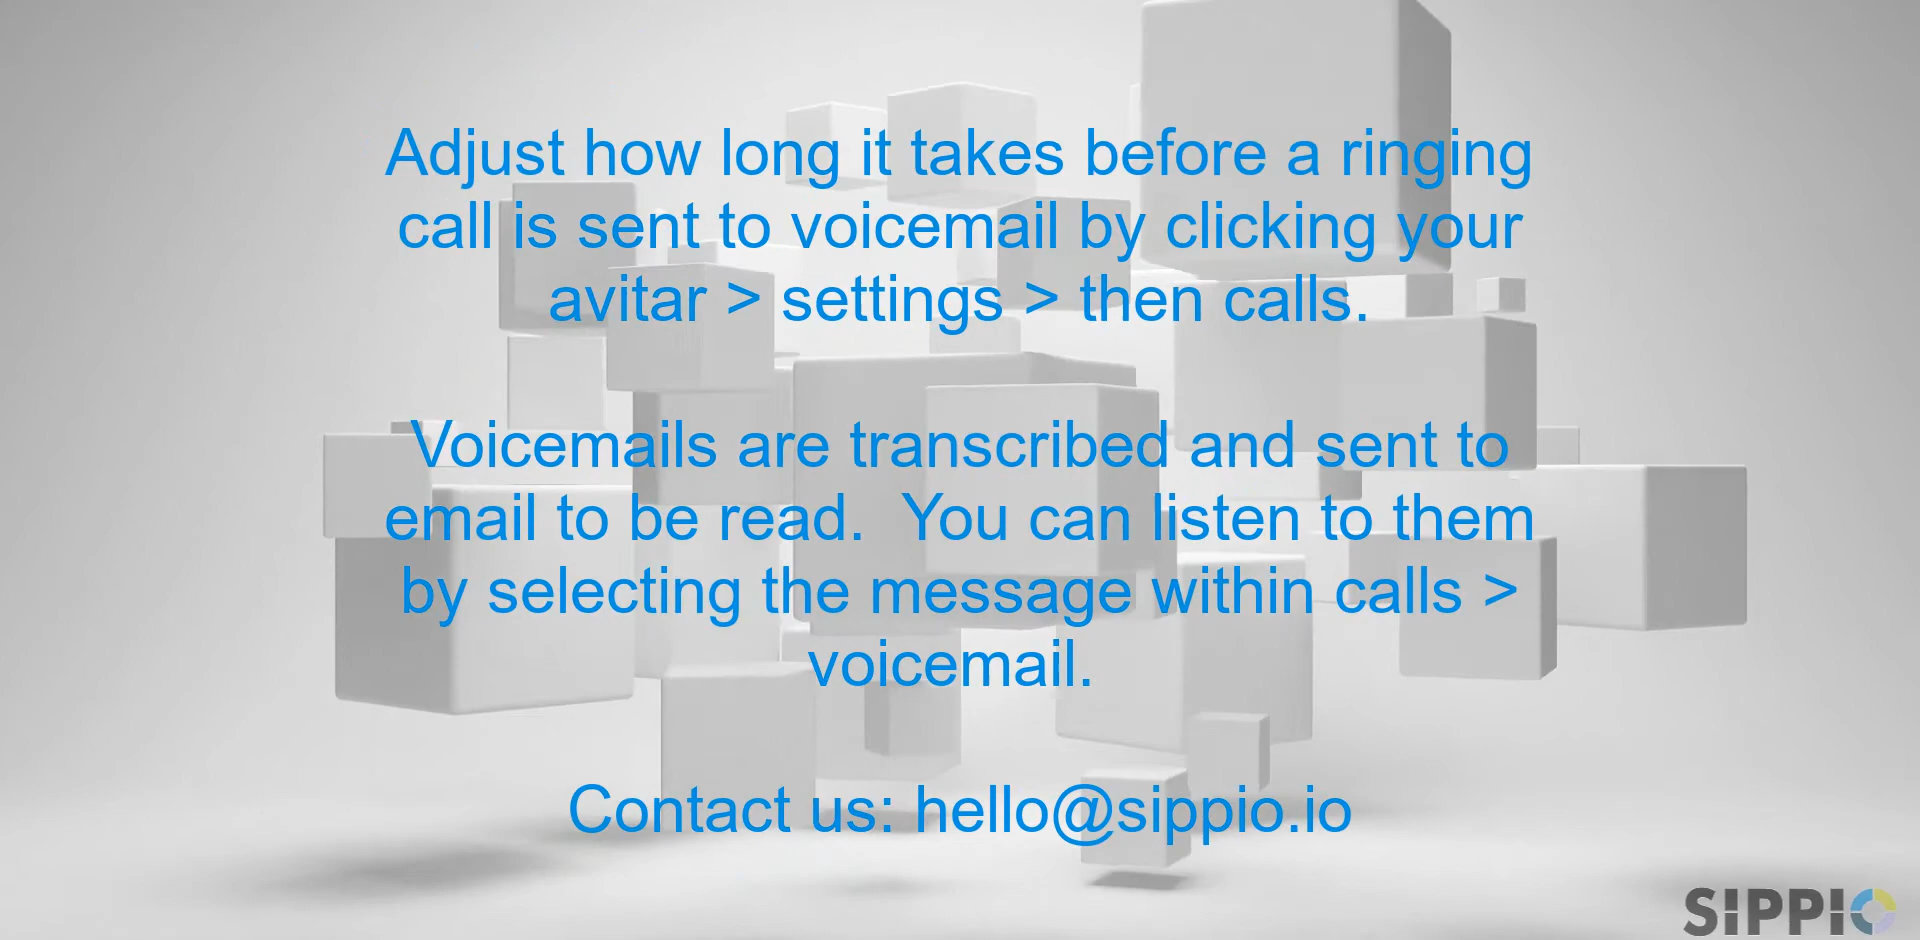 Adjust how long it takes before a ringing
call is sent to voicemail by clicking your
avitar > settings > then calls.
Voicemails are transcribed and sent to
email to be read.  You can listen to them
by selecting the message within calls >
voicemail.
Contact us: hello@sippio.io
SIPPIO